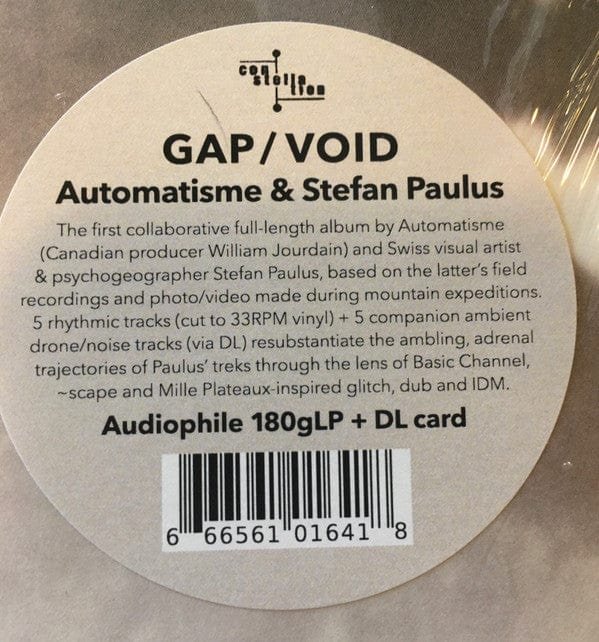 con
stella
tion
GAP/VOID
Automatisme & Stefan Paulus
The first collaborative full-length album by Automatisme
(Canadian producer William Jourdain) and Swiss visual artist
& psychogeographer Stefan Paulus, based on the latter's field
recordings and photo/video made during mountain expeditions.
5 rhythmic tracks (cut to 33RPM vinyl) + 5 companion ambient
drone/noise tracks (via DL) resubstantiate the ambling, adrenal
trajectories of Paulus' treks through the lens of Basic Channel,
~scape and Mille Plateaux-inspired glitch, dub and IDM.
Audiophile 180gLP + DL card
6 66561 01641 8